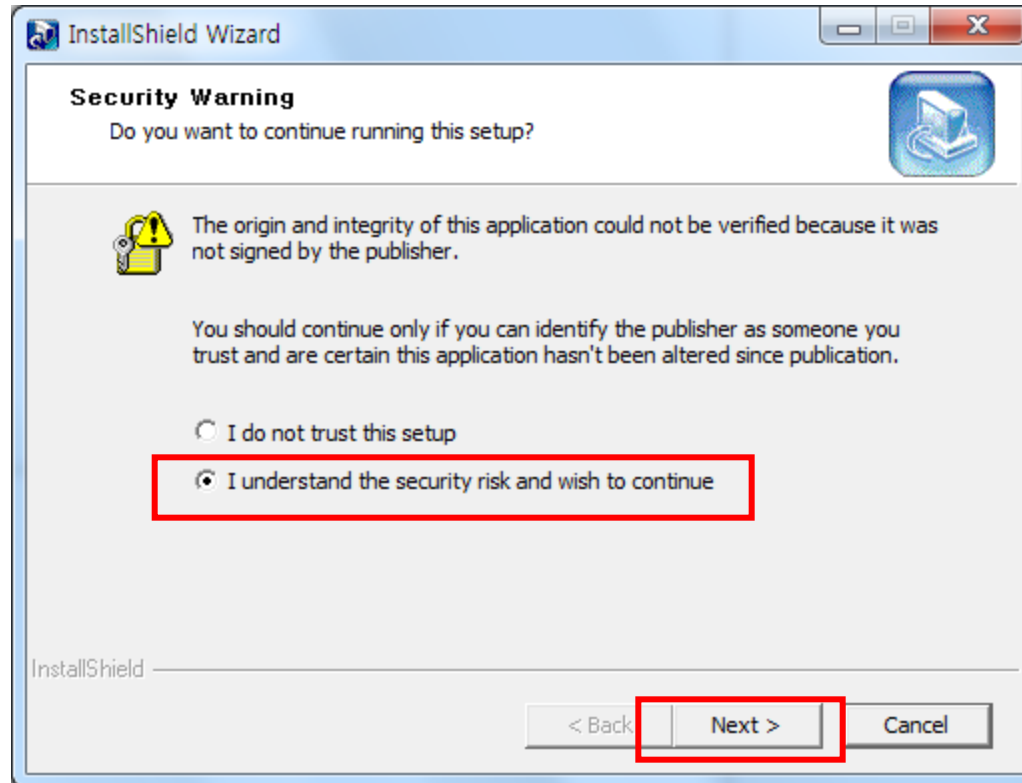 InstallShield Wizard
Security Warning
Do you want to continue running this setup?
The origin and integrity of this application could not be verified because it was
not signed by the publisher.
You should continue only if you can identify the publisher as someone you
trust and are certain this application hasn't been altered since publication.
I do not trust this setup
I understand the security risk and wish to continue
InstallShield
< Back Next > Cancel